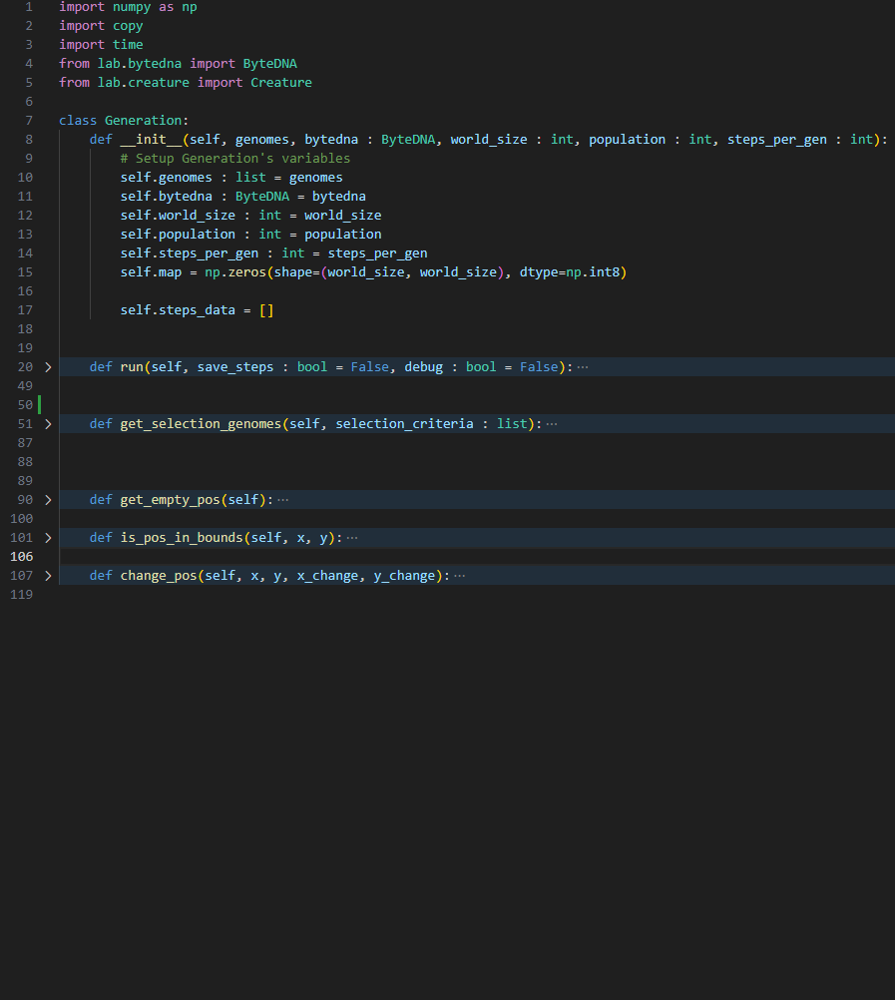 1 import numpy as np
2 import copy
3 import time
4 from lab.bytedna import ByteDNA
5 from lab.creature import Creature
6
7 class Generation:
8     def __init__(self, genomes, bytedna : ByteDNA, world_size : int, population : int, steps_per_gen : int):
9         # Setup Generation's variables
10         self.genomes : list = genomes
11         self.bytedna : ByteDNA = bytedna
12         self.world_size : int = world_size
13         self.population : int = population
14         self.steps_per_gen : int = steps_per_gen
15         self.map = np.zeros(shape=(world_size, world_size), dtype=np.int8)
16
17         self.steps_data = []
18
19
20 >     def run(self, save_steps : bool = False, debug : bool = False):···
49
50
51 >     def get_selection_genomes(self, selection_criteria : list):···
87
88
89
90 >     def get_empty_pos(self):···
100
101 >     def is_pos_in_bounds(self, x, y):···
106
107 >     def change_pos(self, x, y, x_change, y_change):···
119